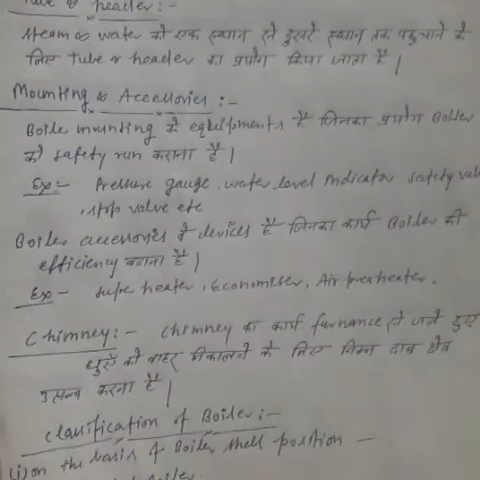 Tube & header :-
Steam & water को एक स्थान से दुसरे स्थान तक पहुचाने के
लिए tube & header का प्रयोग किया जाता है |
Mounting & Accessories :-
Boiler mounting वे equipments है जिनका प्रयोग Boiler
को safety run कराना है |
Ex:- Pressure gauge, water level indicator safety val
, stop valve etc
Boiler accessories वे devices है जिनका कार्य Boiler की
efficiency बढाना है |
Ex - super heater, Economiser, Air preheater.
Chimney :- chimney का कार्य furnance से जले हुए
धुएँ को बाहर निकालने के लिए निम्न दाब क्षेत्र
उत्पन्न करना है |
Classification of Boiler :-
(i) on the basis of Boiler shell position -